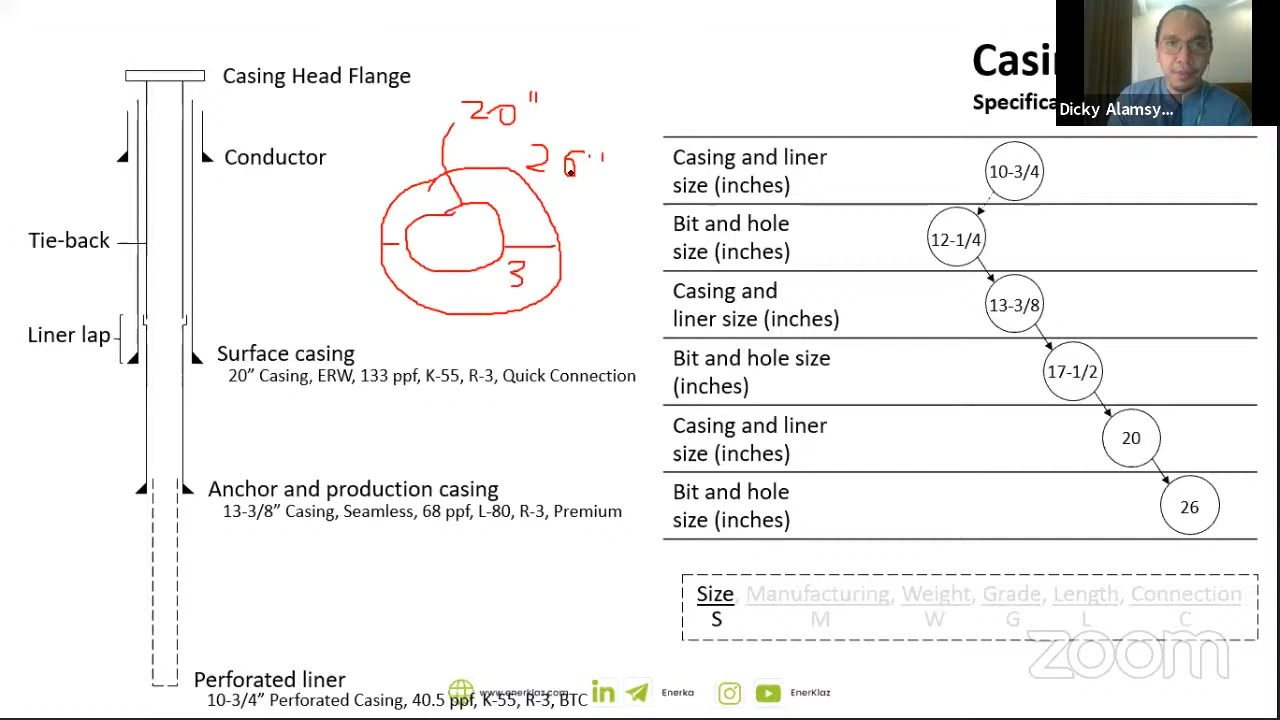 Casi
Specifica
Dicky Alamsy...
Casing Head Flange
20"
26"
3
Conductor
Tie-back
Liner lap
Surface casing
20” Casing, ERW, 133 ppf, K-55, R-3, Quick Connection
Anchor and production casing
13-3/8” Casing, Seamless, 68 ppf, L-80, R-3, Premium
Perforated liner
10-3/4” Perforated Casing, 40.5 ppf, K-55, R-3, BTC
Casing and liner
size (inches)
10-3/4
Bit and hole
size (inches)
12-1/4
Casing and
liner size (inches)
13-3/8
Bit and hole size
(inches)
17-1/2
Casing and liner
size (inches)
20
Bit and hole
size (inches)
26
Size, Manufacturing, Weight, Grade, Length, Connection
S M W G L C
zoom
www.enerklaz.com
in
Enerka
EnerKlaz